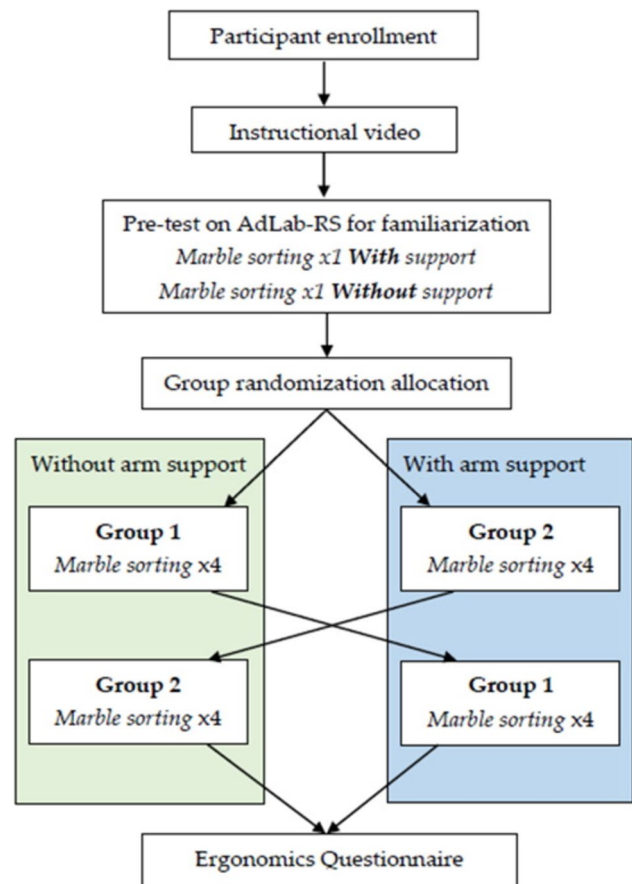 Participant enrollment
Instructional video
Pre-test on AdLab-RS for familiarization
Marble sorting x1 With support
Marble sorting x1 Without support
Group randomization allocation
Without arm support
With arm support
Group 1
Marble sorting x4
Group 2
Marble sorting x4
Group 2
Marble sorting x4
Group 1
Marble sorting x4
Ergonomics Questionnaire